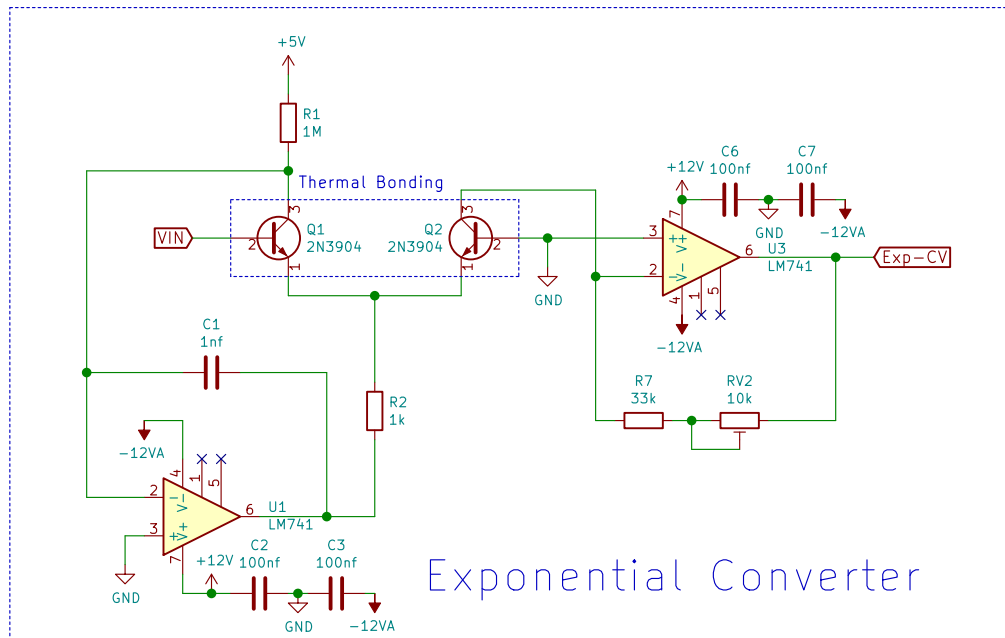 +5V
R1
1M
Thermal Bonding
VIN
2
3
1
Q1
2N3904
Q2
2N3904
3
2
1
GND
+12V
C6
100nf
C7
100nf
GND
-12VA
7
3
2
V+
V-
4
1
5
6
U3
LM741
Exp-CV
-12VA
C1
1nf
R2
1k
R7
33k
RV2
10k
-12VA
4
1
5
2
3
V-
V+
7
6
U1
LM741
GND
+12V
C2
100nf
C3
100nf
GND
-12VA
Exponential Converter